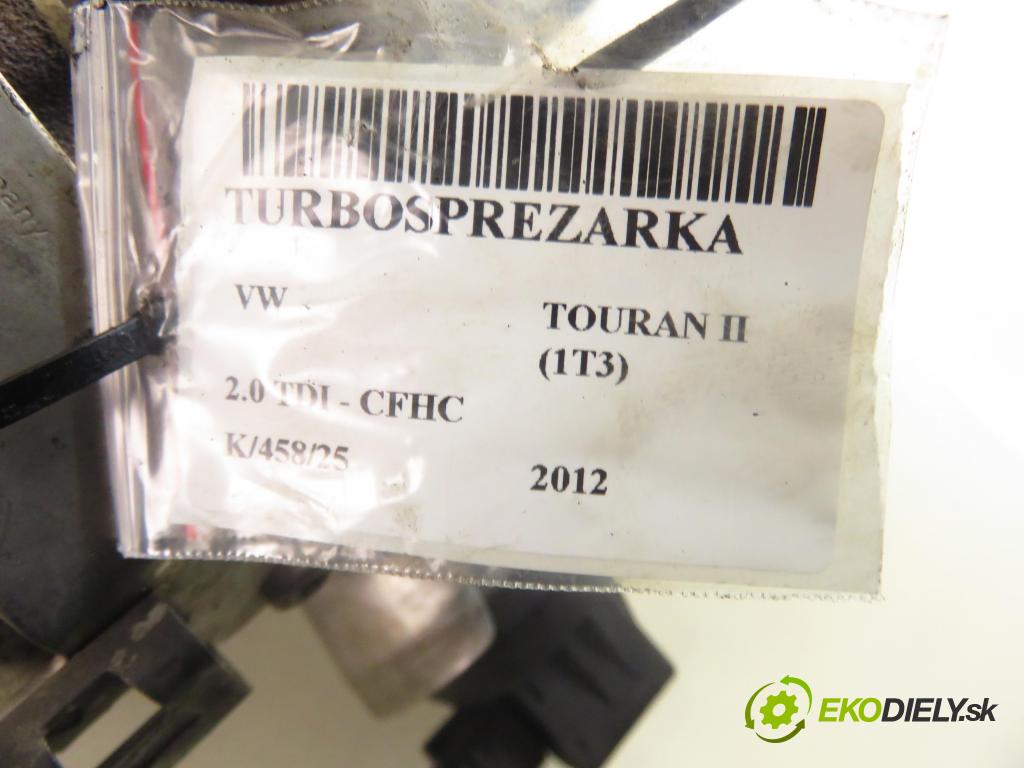 TURBOSPREZARKA
VW
TOURAN II
(1T3)
2.0 TDI - CFHC
K/458/25
2012
EKODIELY.sk